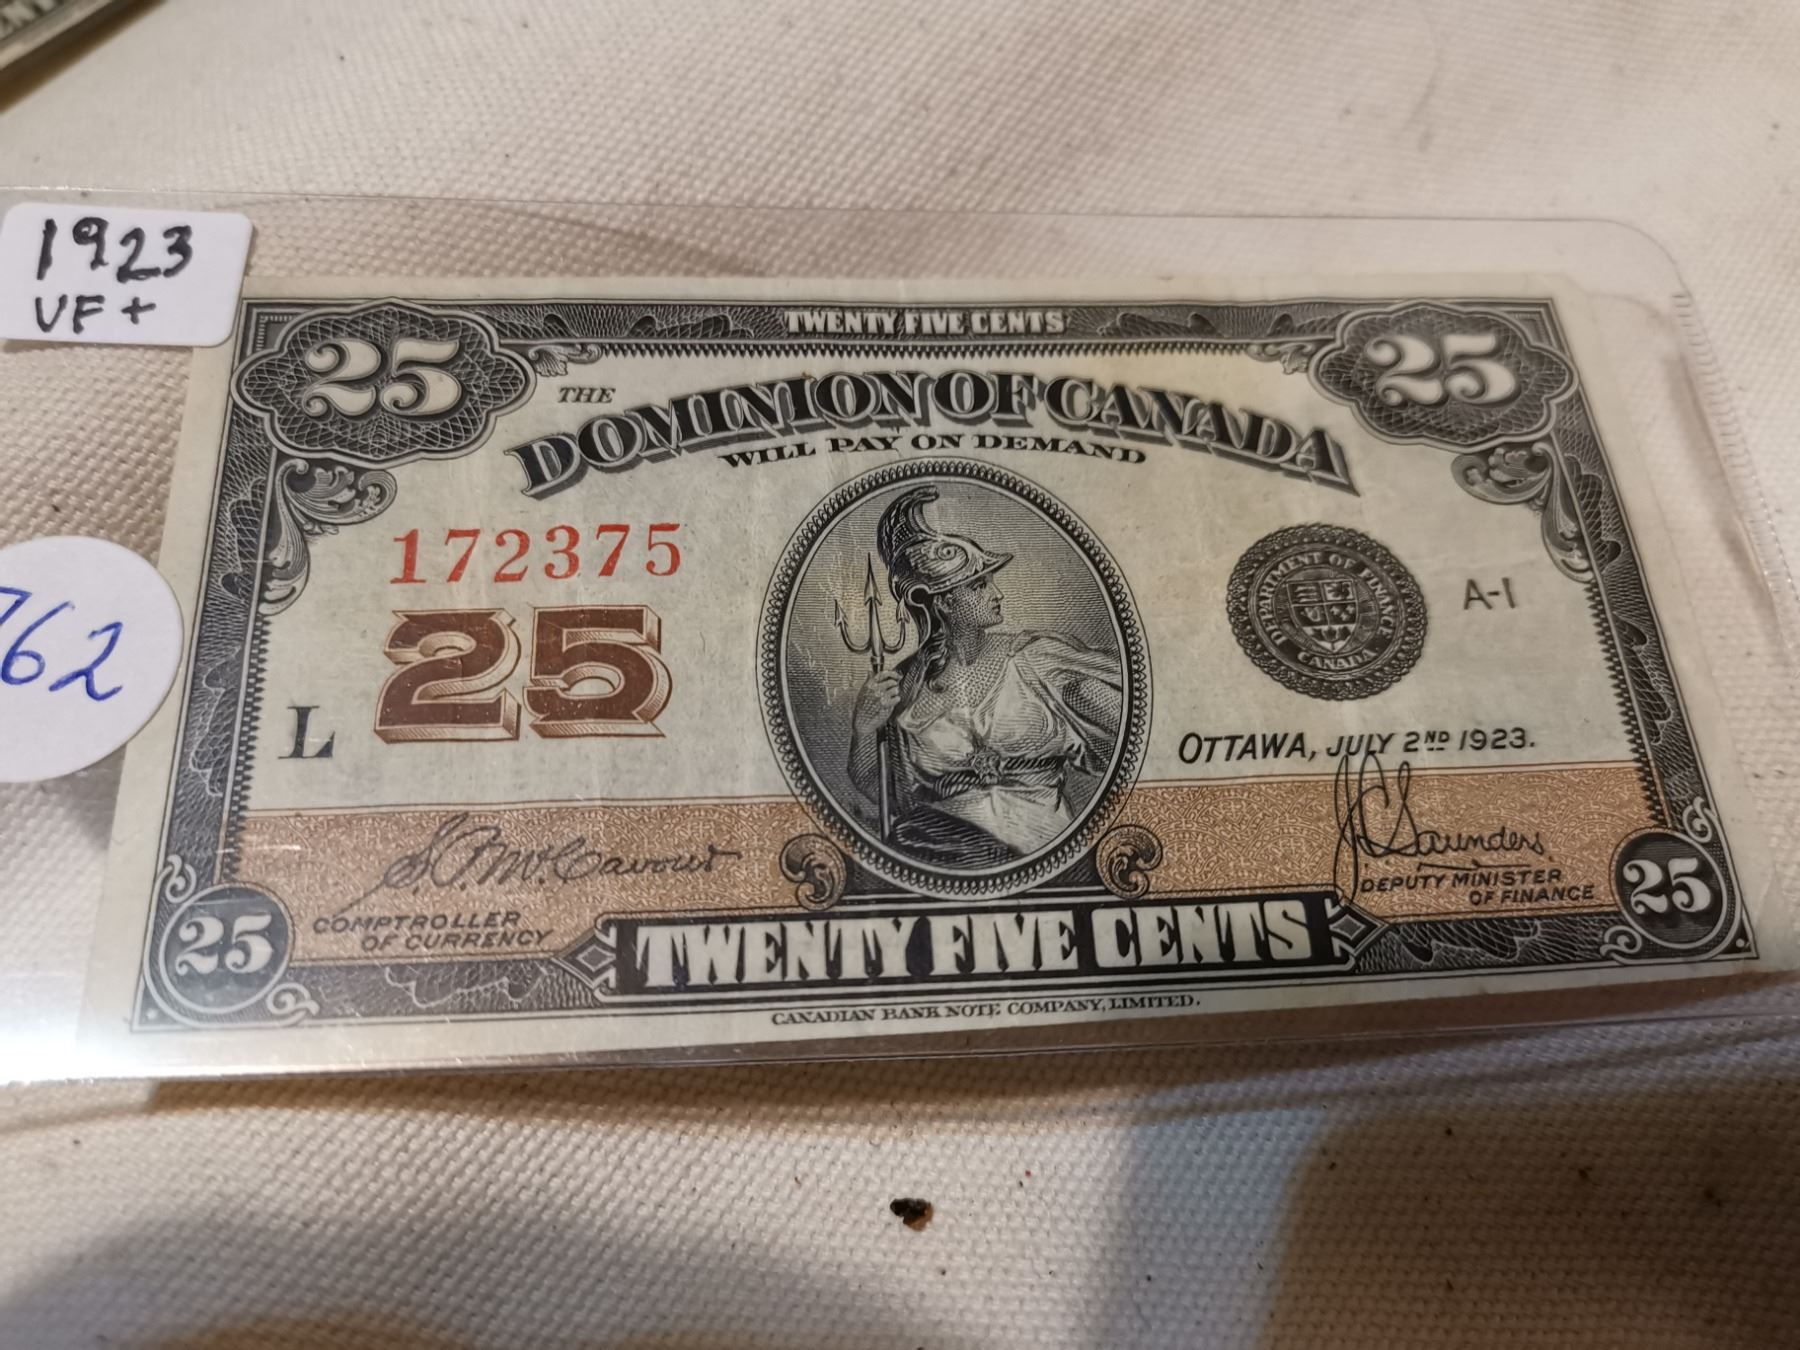 1923
VF+
762
25
TWENTY FIVE CENTS
25
THE
DOMINION OF CANADA
WILL PAY ON DEMAND
172375
25
L
DEPARTMENT OF FINANCE
CANADA
A-1
OTTAWA, JULY 2ND 1923.
Saunders
COMPTROLLER
OF CURRENCY
DEPUTY MINISTER
OF FINANCE
25
TWENTY FIVE CENTS
25
CANADIAN BANK NOTE COMPANY, LIMITED.